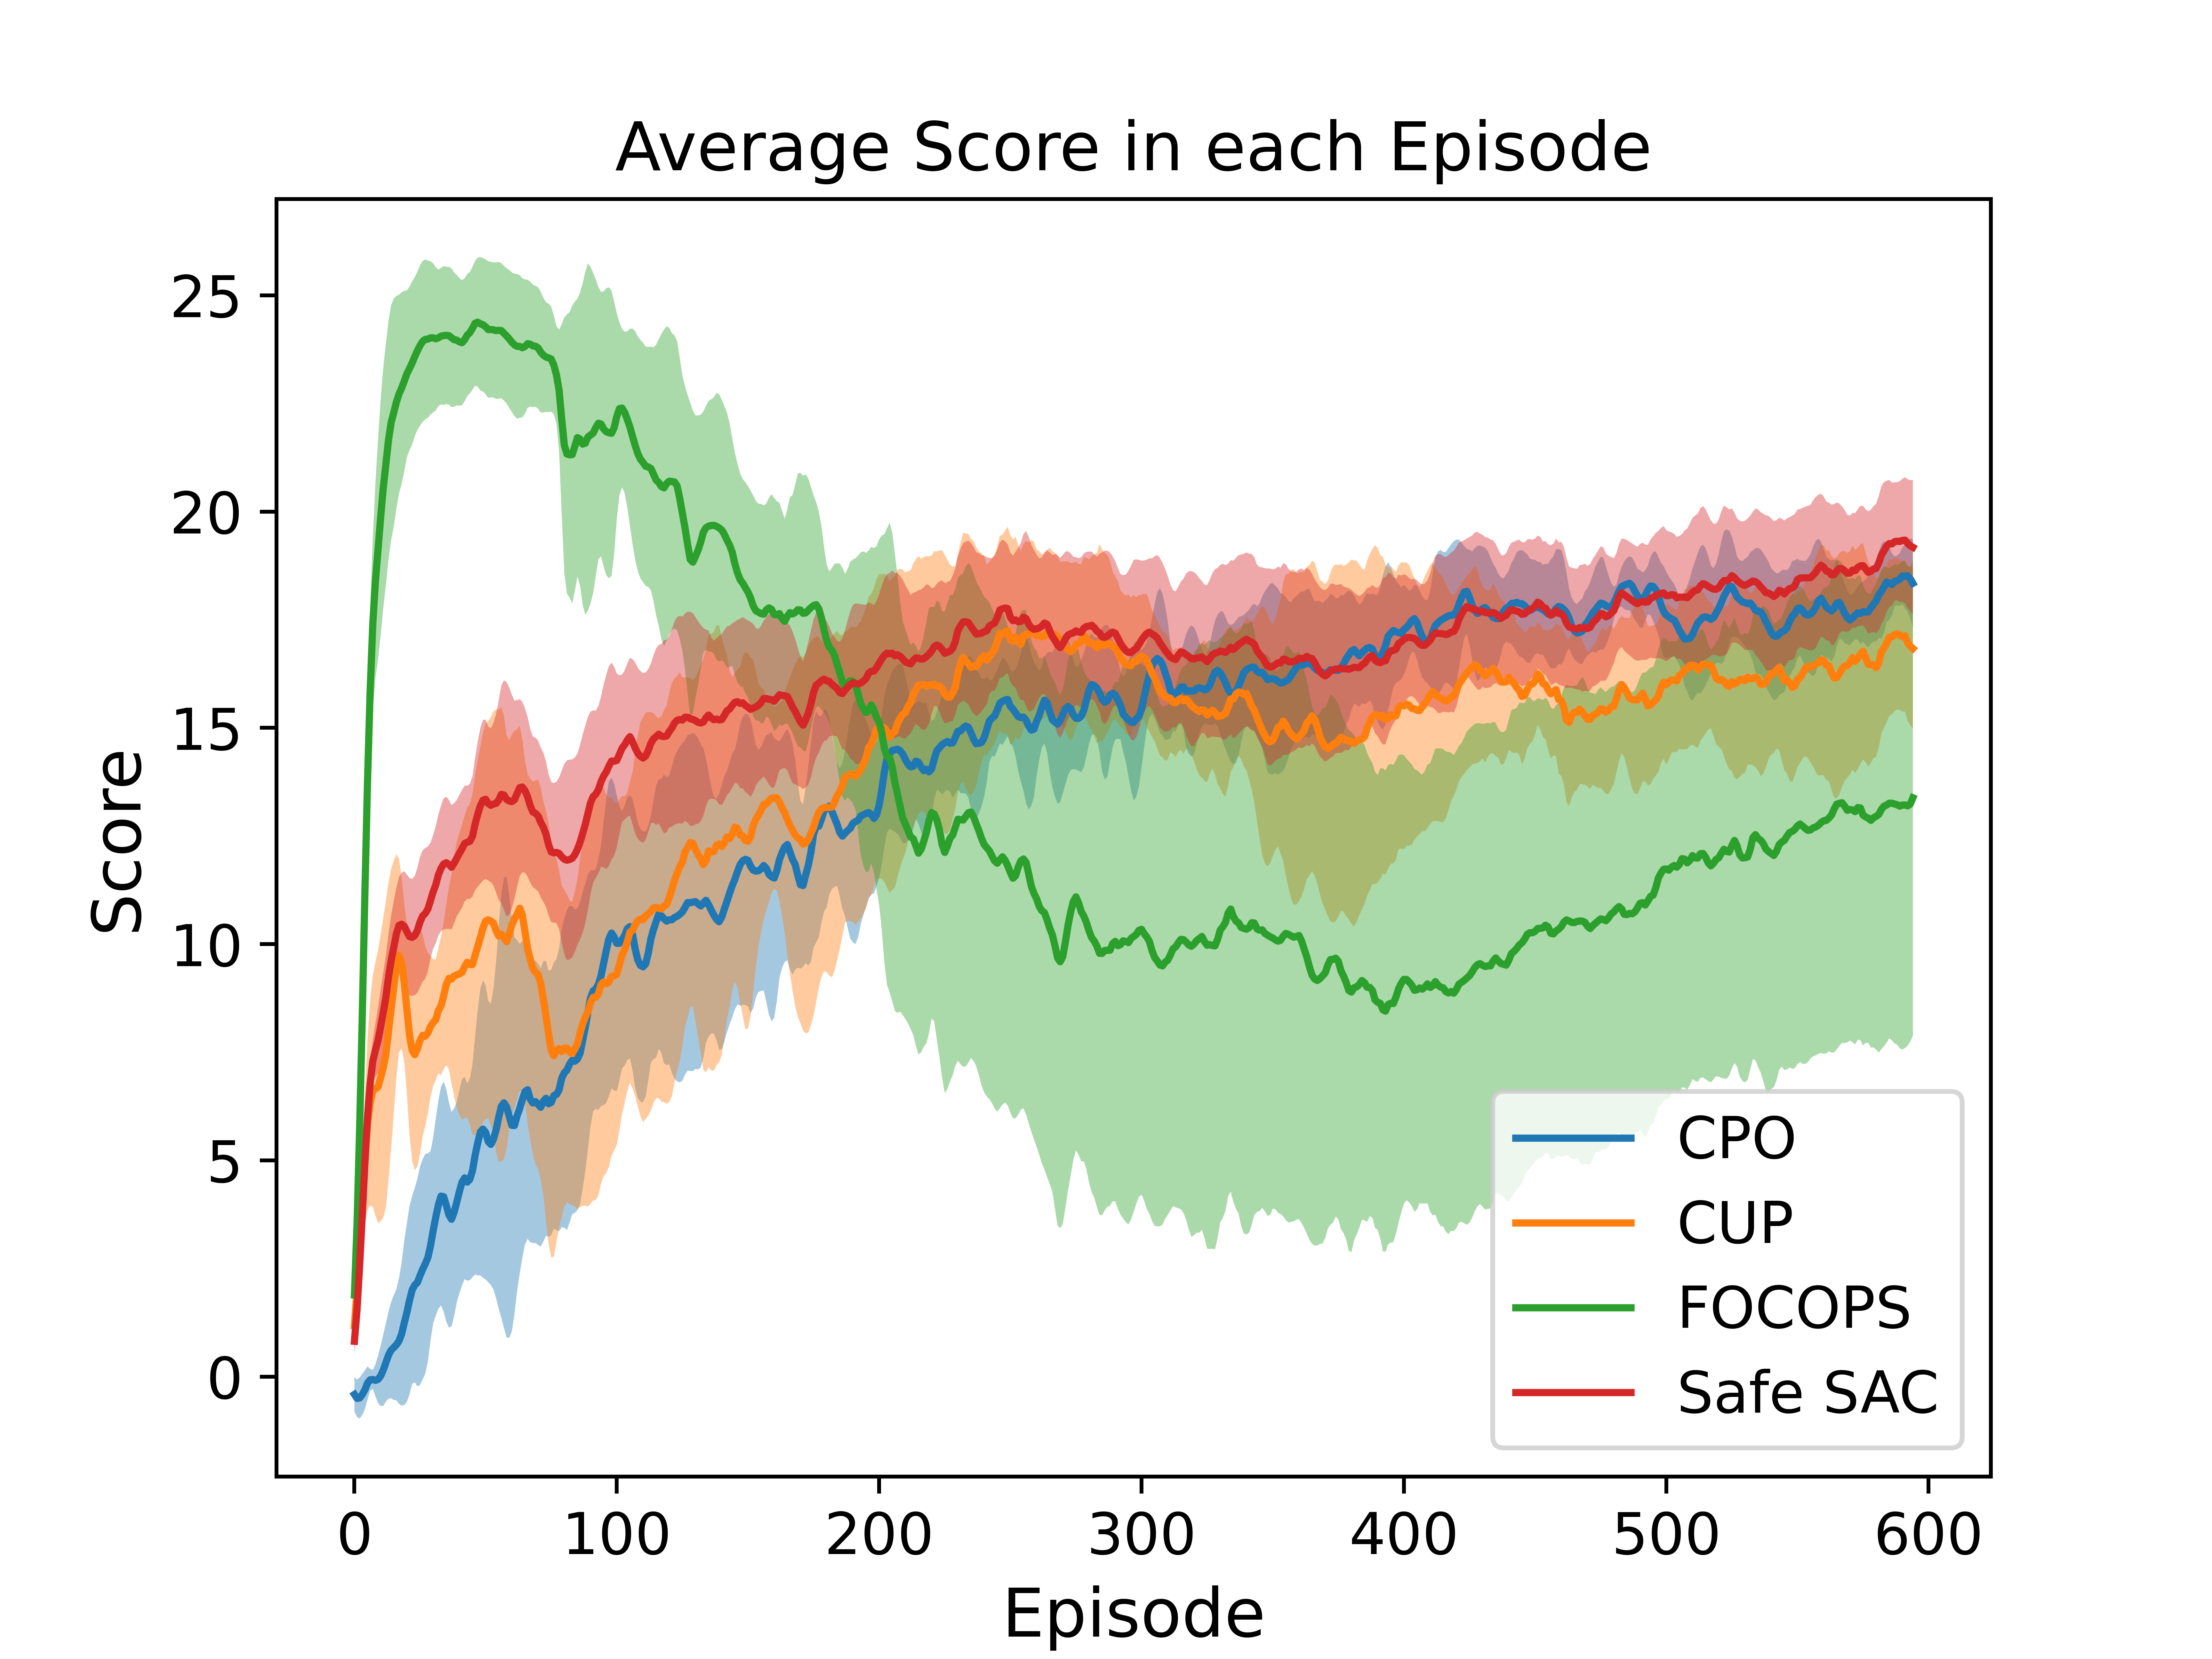 Average Score in each Episode
25
20
15
10
5
0
Score
0 100 200 300 400 500 600
Episode
CPO
CUP
FOCOPS
Safe SAC